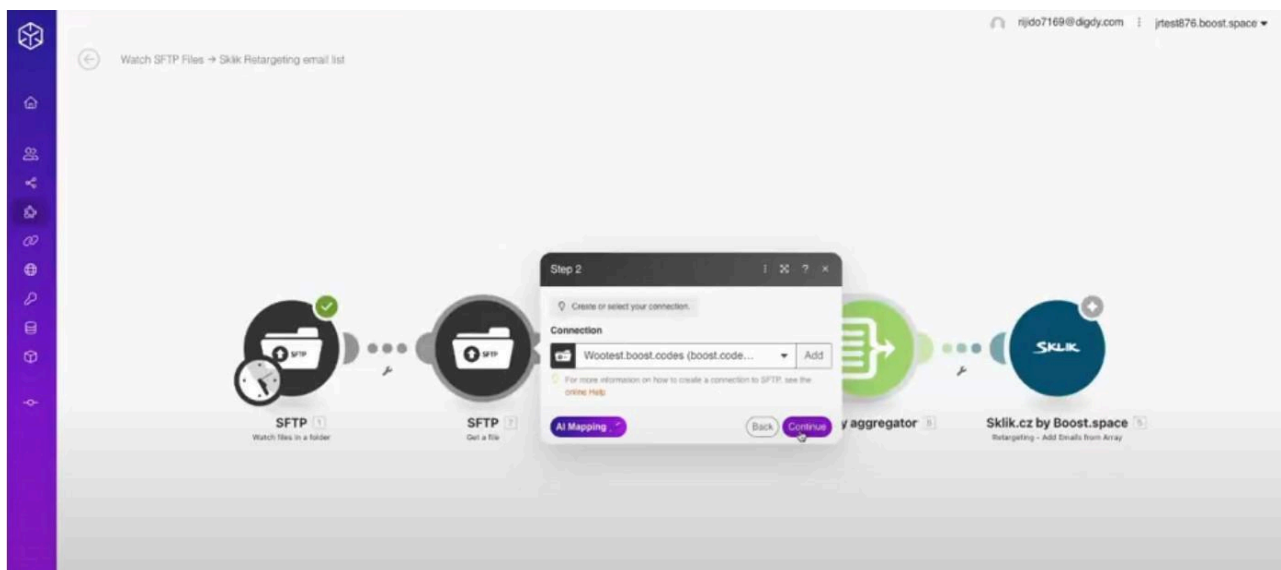 rijido7169@digdy.com
jrtest876.boost.space
Watch SFTP Files → Sklik Retargeting email list
Step 2
?
Create or select your connection.
Connection
Wootest.boost.codes (boost.code...
Add
For more information on how to create a connection to SFTP, see the
online Help
AI Mapping
Back
Continue
SFTP
SFTP
SKLIK
SFTP 1
Watch files in a folder
SFTP 7
Get a file
y aggregator
Sklik.cz by Boost.space 5
Retargeting - Add Emails from Array